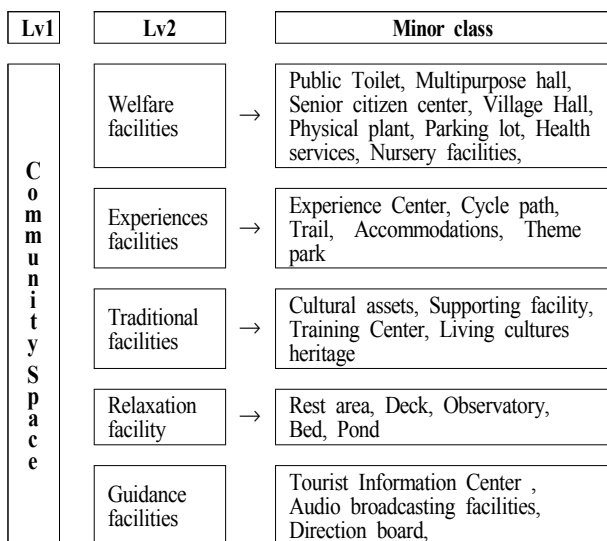 Lv1 Lv2 Minor class
Community Space
Welfare
facilities
→
Public Toilet, Multipurpose hall,
Senior citizen center, Village Hall,
Physical plant, Parking lot, Health
services, Nursery facilities,
Experiences
facilities
→
Experience Center, Cycle path,
Trail, Accommodations, Theme
park
Traditional
facilities
→
Cultural assets, Supporting facility,
Training Center, Living cultures
heritage
Relaxation
facility
→
Rest area, Deck, Observatory,
Bed, Pond
Guidance
facilities
Tourist Information Center ,
Audio broadcasting facilities,
Direction board,